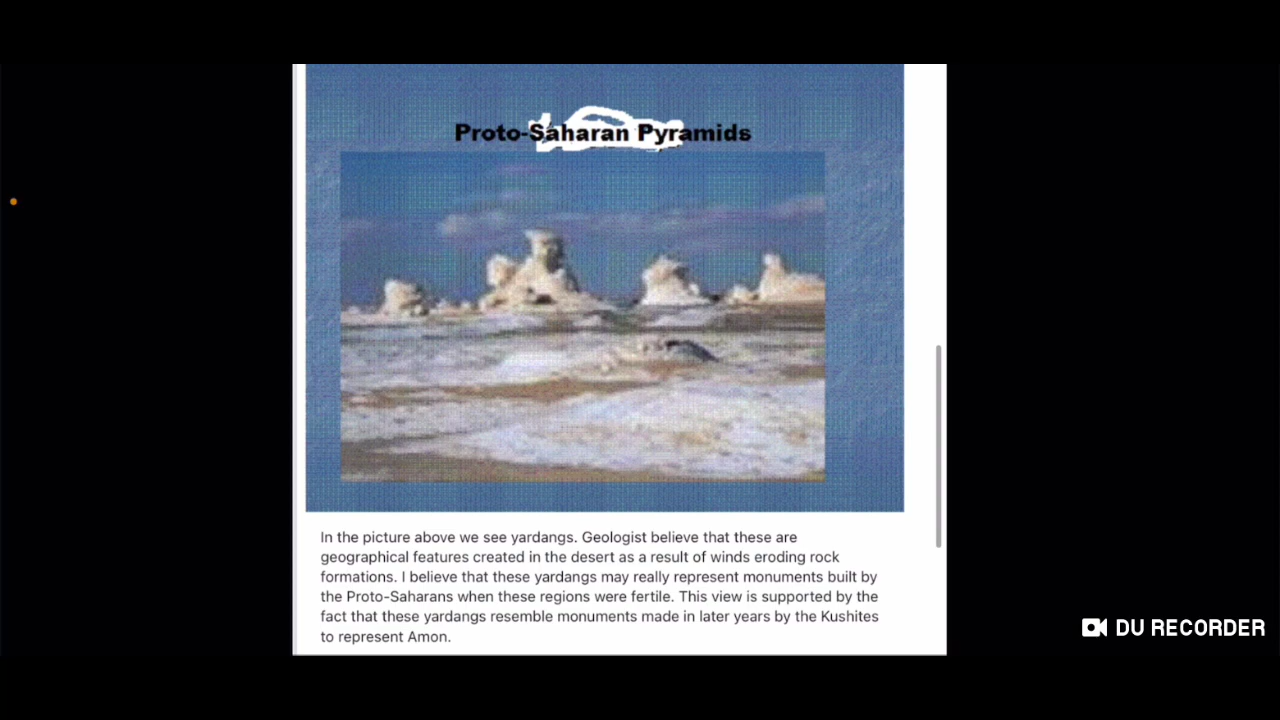 Proto-Saharan Pyramids
In the picture above we see yardangs. Geologist believe that these are
geographical features created in the desert as a result of winds eroding rock
formations. I believe that these yardangs may really represent monuments built by
the Proto-Saharans when these regions were fertile. This view is supported by the
fact that these yardangs resemble monuments made in later years by the Kushites
to represent Amon.
DU RECORDER